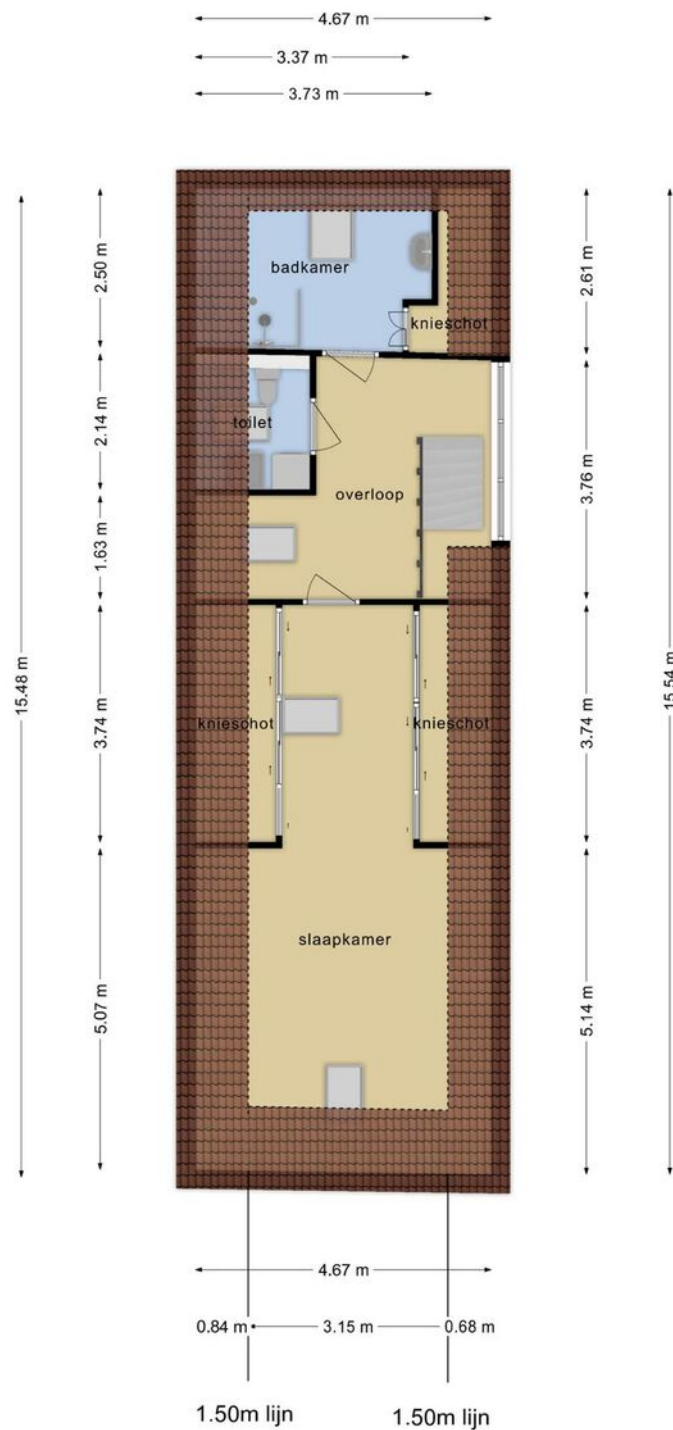 4.67 m
3.37 m
3.73 m
2.50 m
2.14 m
1.63 m
3.74 m
5.07 m
15.48 m
badkamer
knieschot
toilet
overloop
knieschot
knieschot
slaapkamer
2.61 m
3.76 m
3.74 m
5.14 m
15.54 m
4.67 m
0.84 m
3.15 m
0.68 m
1.50m lijn
1.50m lijn